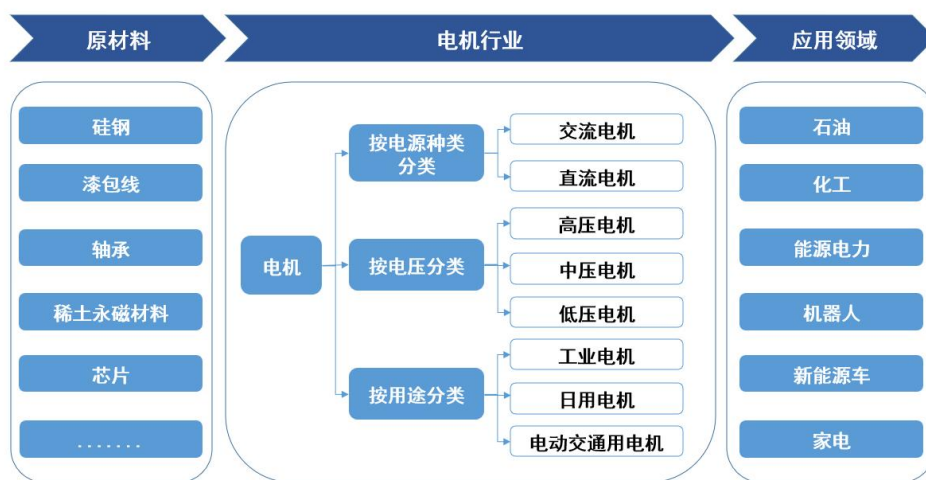 原材料
电机行业
应用领域
硅钢
漆包线
轴承
稀土永磁材料
芯片
.......
电机
按电源种类
分类
交流电机
直流电机
按电压分类
高压电机
中压电机
低压电机
按用途分类
工业电机
日用电机
电动交通用电机
石油
化工
能源电力
机器人
新能源车
家电